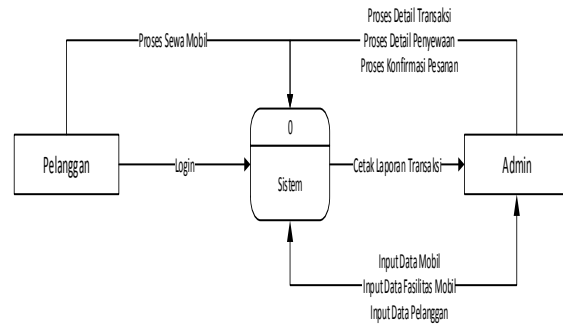 Proses Detail Transaksi
Proses Sewa Mobil
Proses Detail Penyewaan
Proses Konfirmasi Pesanan
0
Pelanggan
Login
Sistem
Cetak Laporan Transaksi
Admin
Input Data Mobil
Input Data Fasilitas Mobil
Input Data Pelanggan